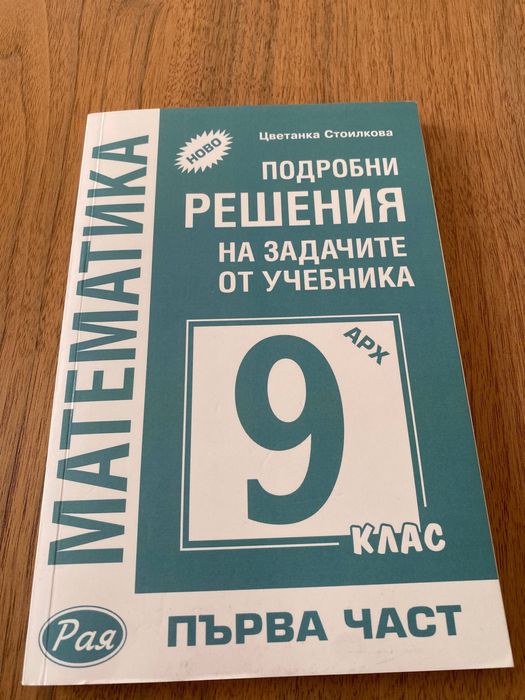 Цветанка Стоилкова
НОВО
ПОДРОБНИ
РЕШЕНИЯ
НА ЗАДАЧИТЕ
ОТ УЧЕБНИКА
МАТЕМАТИКА
АРХ
9
КЛАС
Рая
ПЪРВА ЧАСТ